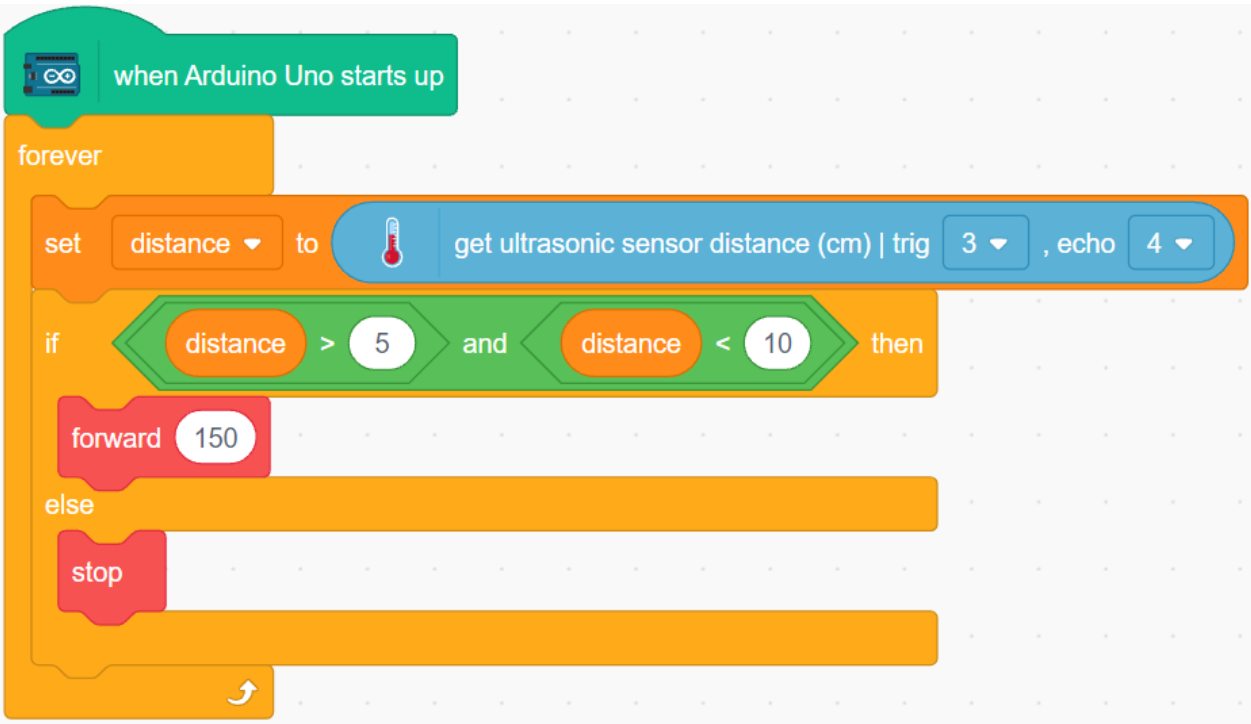 when Arduino Uno starts up
forever
set distance to get ultrasonic sensor distance (cm) | trig 3 , echo 4
if distance > 5 and distance < 10 then
forward 150
else
stop